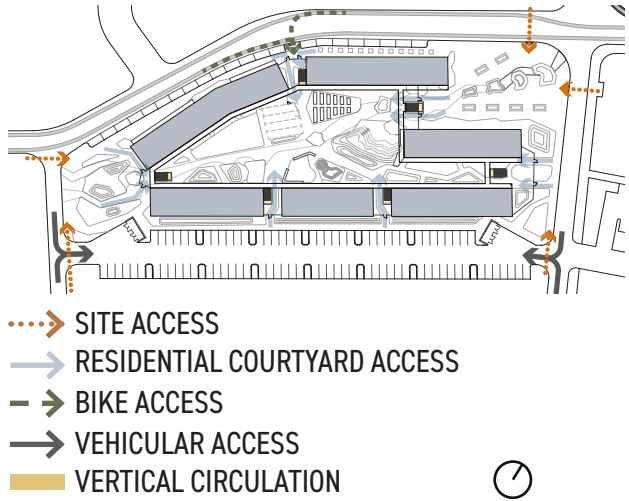 SITE ACCESS
RESIDENTIAL COURTYARD ACCESS
BIKE ACCESS
VEHICULAR ACCESS
VERTICAL CIRCULATION